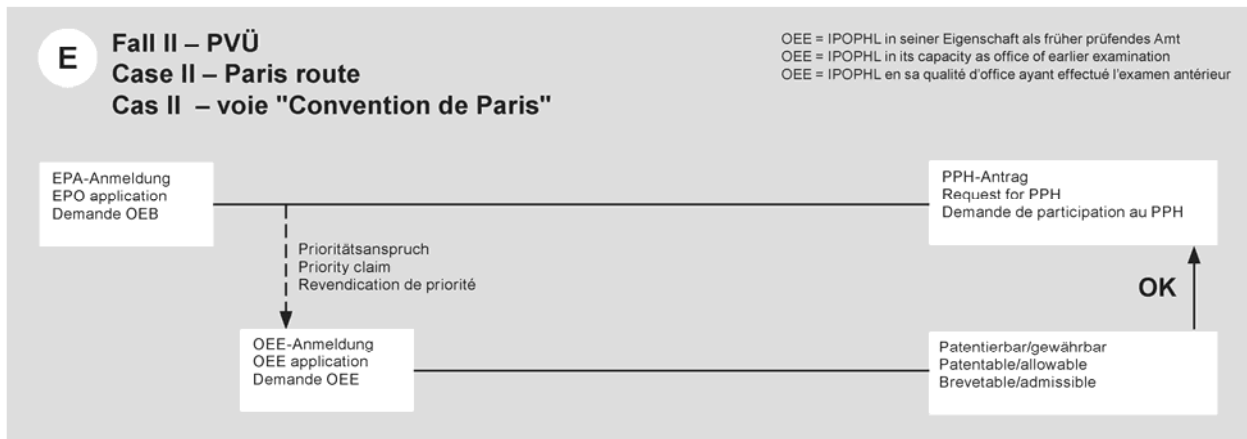 E
Fall II – PVÜ
Case II – Paris route
Cas II – voie "Convention de Paris"
OEE = IPOPHL in seiner Eigenschaft als früher prüfendes Amt
OEE = IPOPHL in its capacity as office of earlier examination
OEE = IPOPHL en sa qualité d'office ayant effectué l'examen antérieur
EPA-Anmeldung
EPO application
Demande OEB
PPH-Antrag
Request for PPH
Demande de participation au PPH
Prioritätsanspruch
Priority claim
Revendication de priorité
OK
OEE-Anmeldung
OEE application
Demande OEE
Patentierbar/gewährbar
Patentable/allowable
Brevetable/admissible